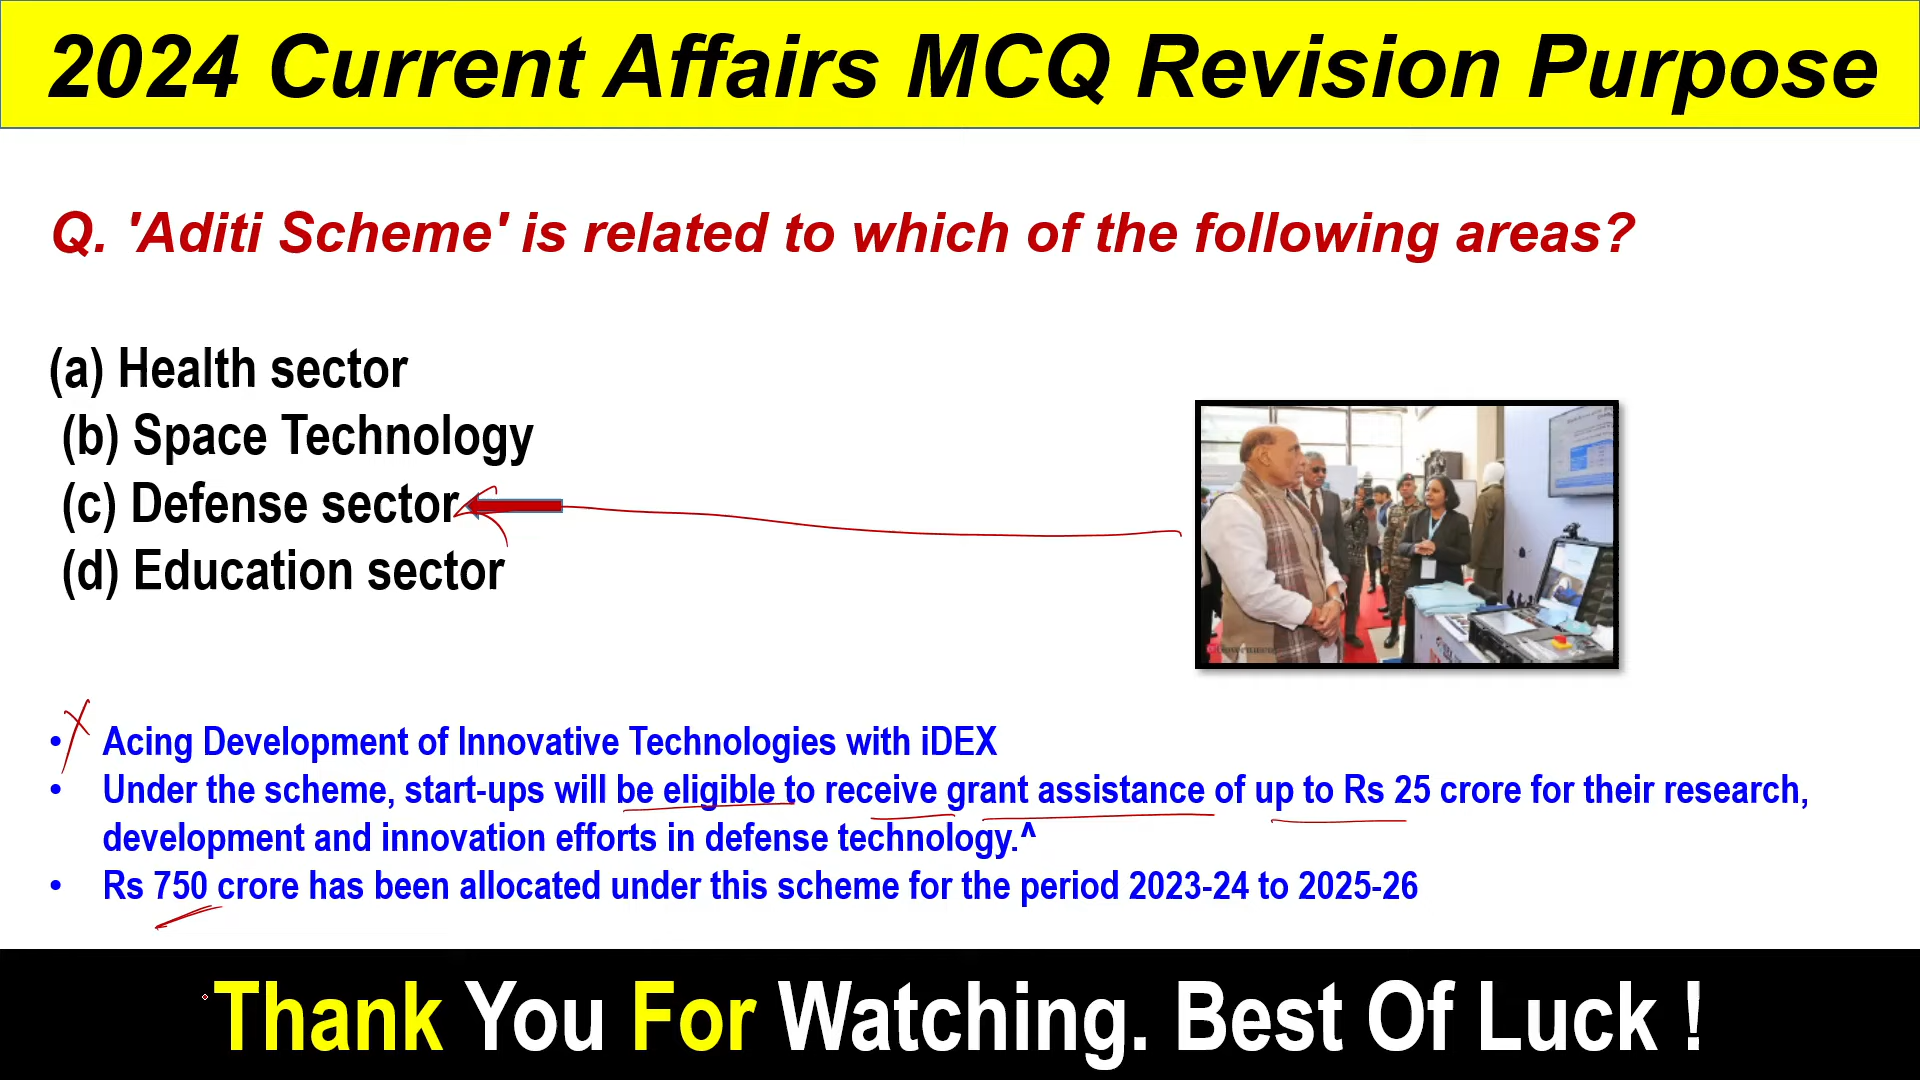 2024 Current Affairs MCQ Revision Purpose
Q. 'Aditi Scheme' is related to which of the following areas?
(a) Health sector
(b) Space Technology
(c) Defense sector
(d) Education sector
• Acing Development of Innovative Technologies with iDEX
• Under the scheme, start-ups will be eligible to receive grant assistance of up to Rs 25 crore for their research,
development and innovation efforts in defense technology.^
• Rs 750 crore has been allocated under this scheme for the period 2023-24 to 2025-26
Thank You For Watching. Best Of Luck !